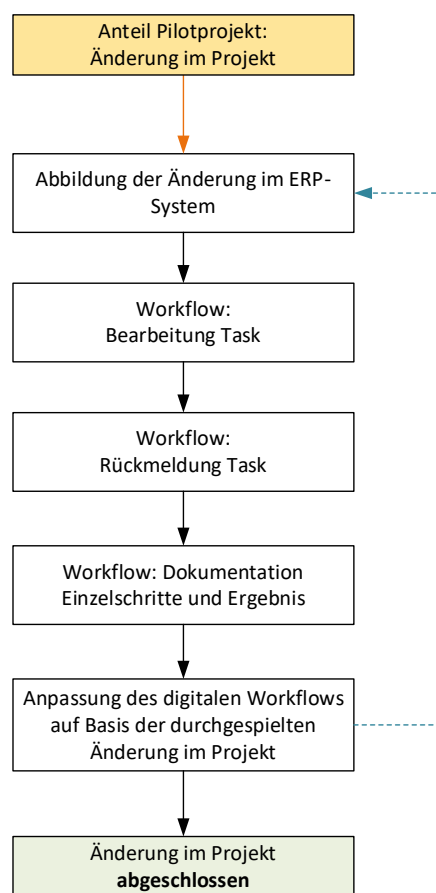 Anteil Pilotprojekt:
Änderung im Projekt
Abbildung der Änderung im ERP-
System
Workflow:
Bearbeitung Task
Workflow:
Rückmeldung Task
Workflow: Dokumentation
Einzelschritte und Ergebnis
Anpassung des digitalen Workflows
auf Basis der durchgespielten
Änderung im Projekt
Änderung im Projekt
abgeschlossen